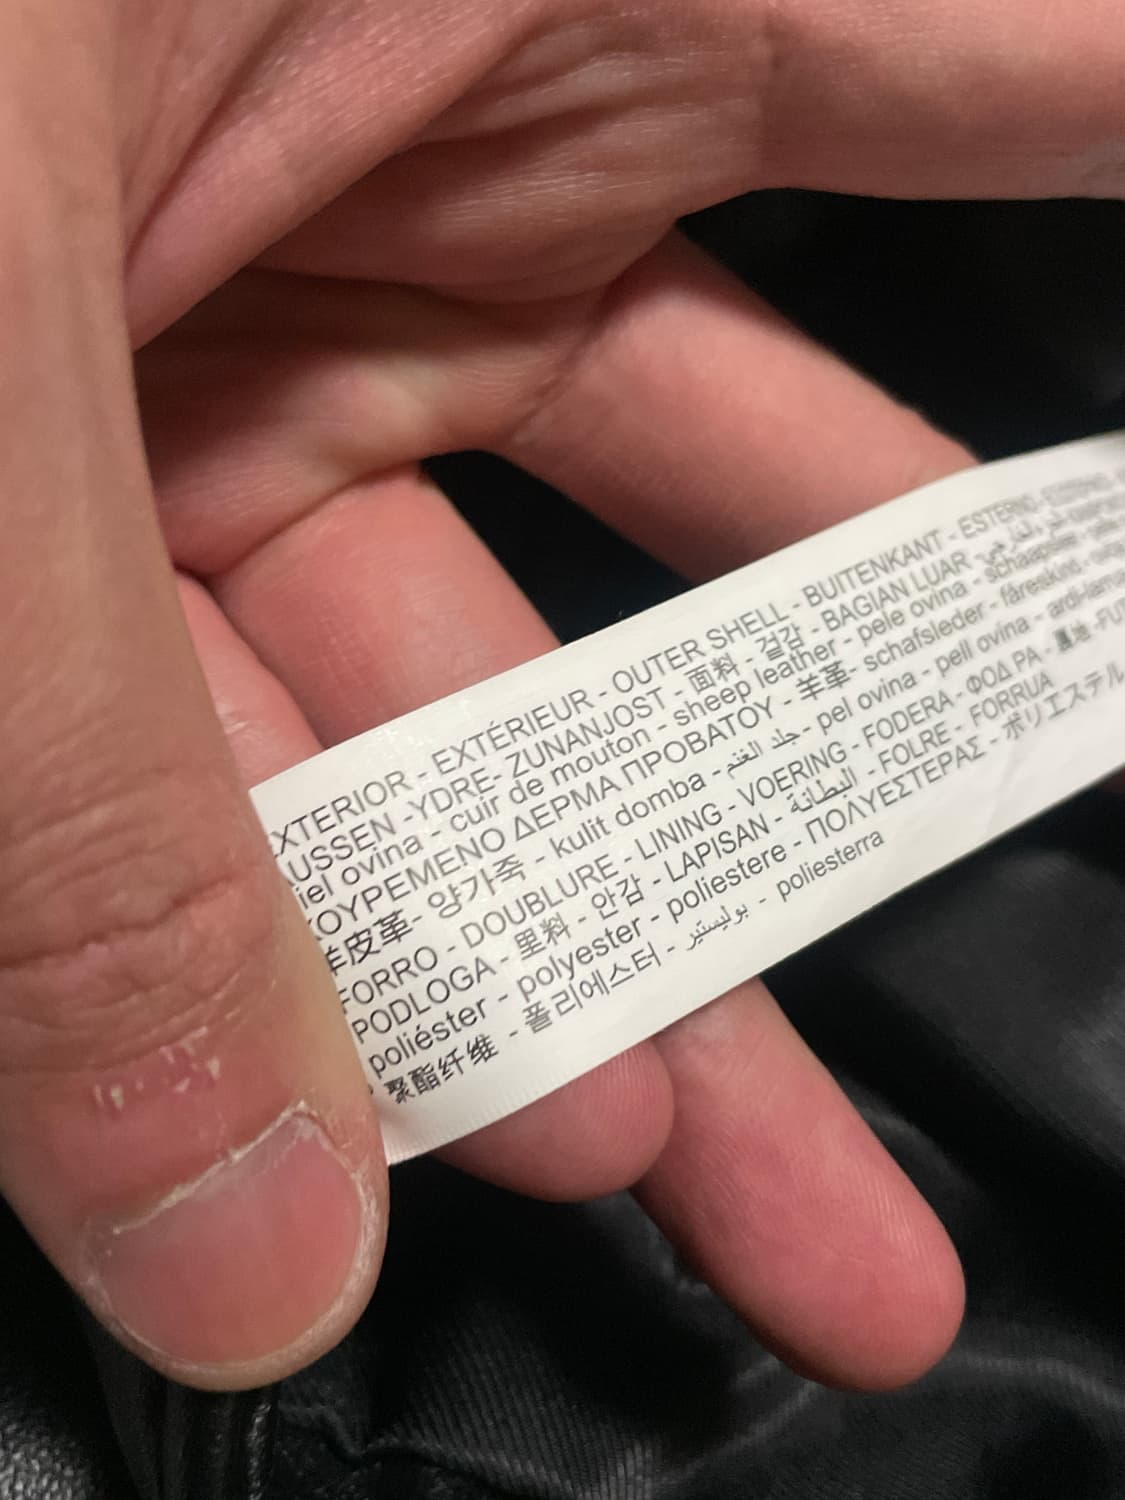 EXTERIOR - EXTÉRIEUR - OUTER SHELL - BUITENKANT - ESTERNO - ESTERNO
AUSSEN - YDRE- ZUNANJOST - 面料 - 겉감 - BAGIAN LUAR -
piel ovina - cuir de mouton - sheep leather - pele ovina - schaapsleer -
ΚΟΥΡΕΜΕΝΟ ΔΕΡΜΑ ΠΡΟΒΑΤΟΥ - 羊革- schafsleder - fåreskind -
羊皮革- 양가죽 - kulit domba - جلد الغنم - pel ovina - pell ovina - ardi-larrua
FORRO - DOUBLURE - LINING - VOERING - FODERA - ΦΟΔΡΑ - 裏地 -
PODLOGA - 里料 - 안감 - LAPISAN - البطانة - FOLRE - FORRUA
poliéster - polyester - poliestere - ΠΟΛΥΕΣΤΕΡΑΣ - ポリエステル
聚酯纤维 - 폴리에스터 - بوليستير - poliesterra